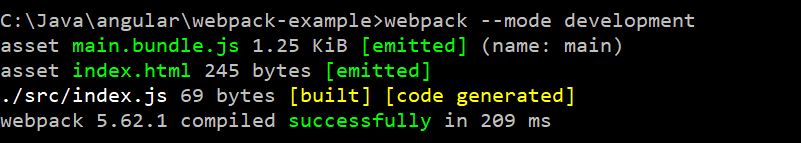 C:\Java\angular\webpack-example>webpack --mode development
asset main.bundle.js 1.25 KiB [emitted] (name: main)
asset index.html 245 bytes [emitted]
./src/index.js 69 bytes [built] [code generated]
webpack 5.62.1 compiled successfully in 209 ms